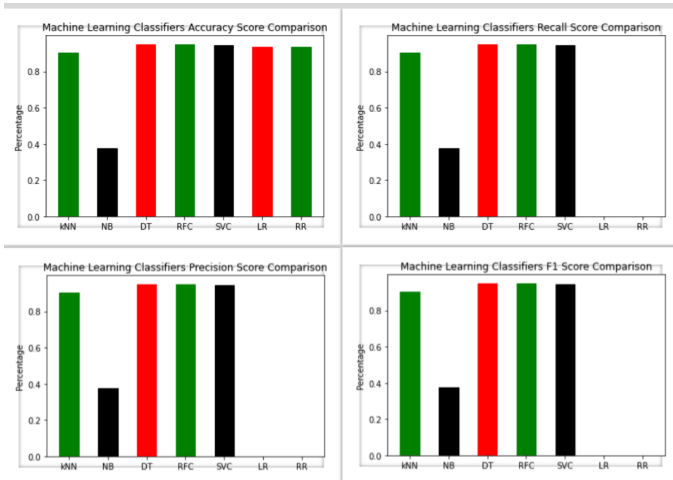 Machine Learning Classifiers Accuracy Score Comparison
Percentage
0.8
0.6
0.4
0.2
0.0
kNN NB DT RFC SVC LR RR
Machine Learning Classifiers Recall Score Comparison
Percentage
0.8
0.6
0.4
0.2
0.0
kNN NB DT RFC SVC LR RR
Machine Learning Classifiers Precision Score Comparison
Percentage
0.8
0.6
0.4
0.2
0.0
kNN NB DT RFC SVC LR RR
Machine Learning Classifiers F1 Score Comparison
Percentage
0.8
0.6
0.4
0.2
0.0
kNN NB DT RFC SVC LR RR